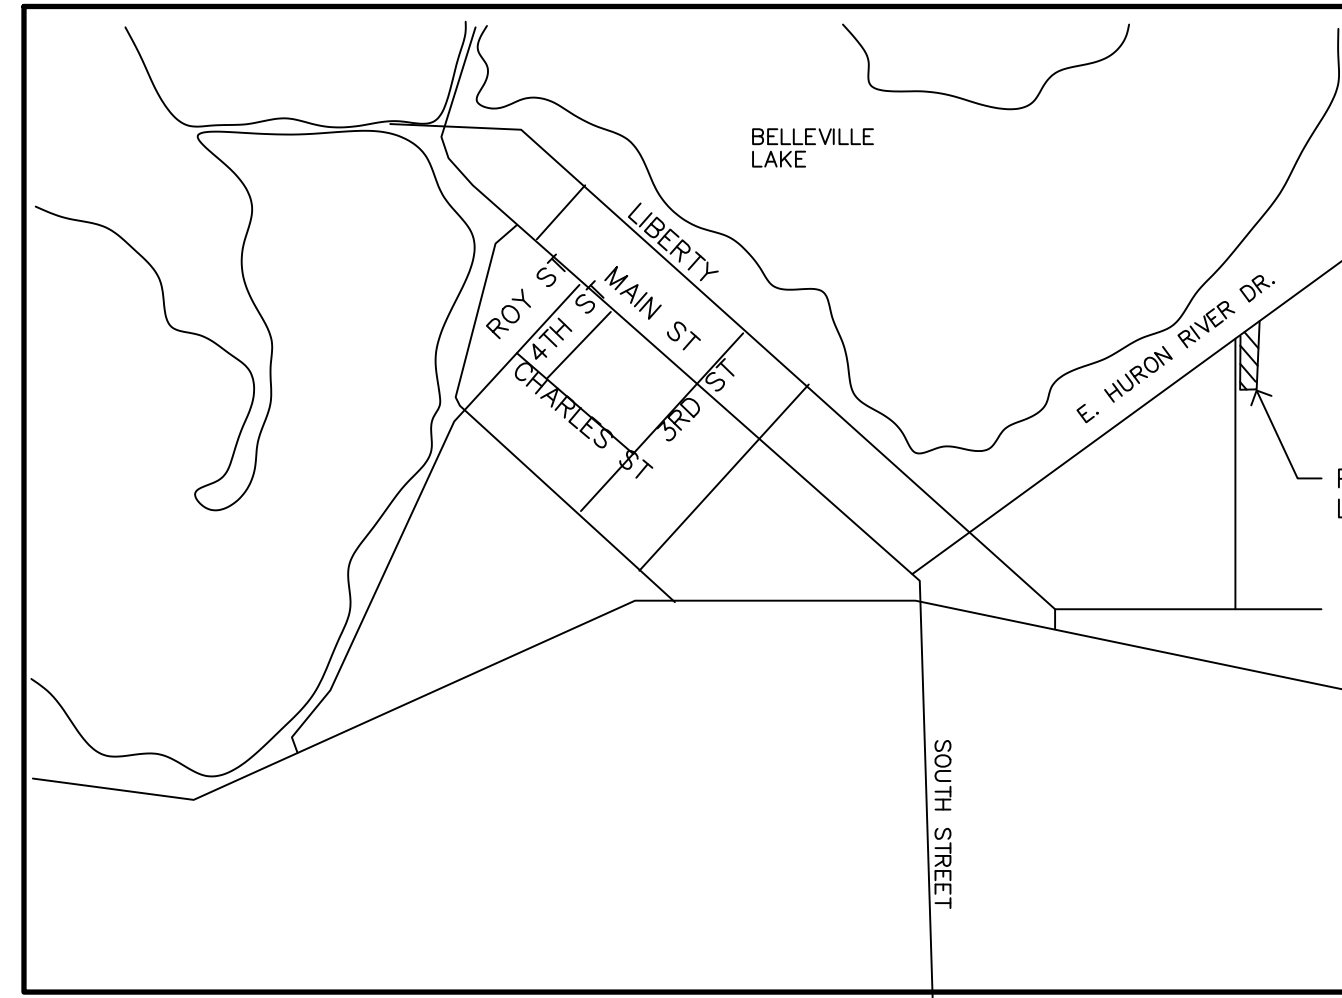 BELLEVILLE
LAKE
LIBERTY
MAIN ST
ROY ST
4TH ST
CHARLES ST
3RD ST
E. HURON RIVER DR.
SOUTH STREET